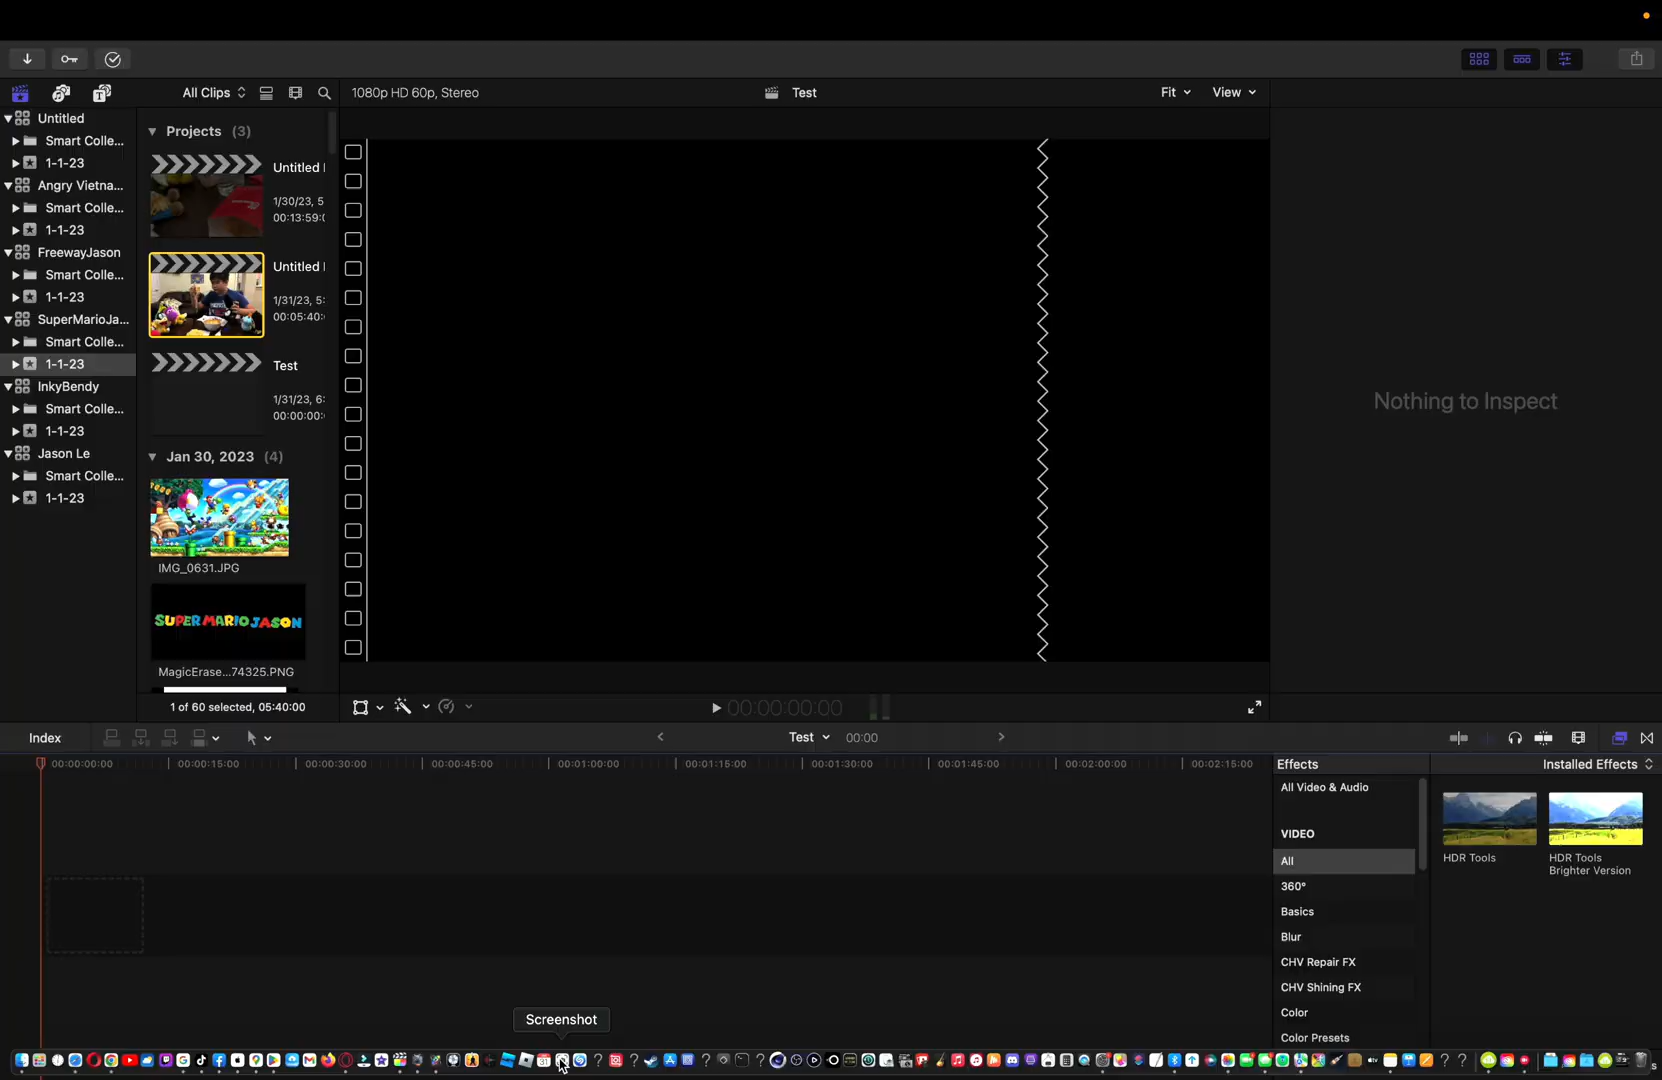 All Clips
1080p HD 60p, Stereo
Test
Fit
View
Untitled
Smart Colle...
1-1-23
Angry Vietna...
Smart Colle...
1-1-23
FreewayJason
Smart Colle...
1-1-23
SuperMarioJa...
Smart Colle...
1-1-23
InkyBendy
Smart Colle...
1-1-23
Jason Le
Smart Colle...
1-1-23
Projects (3)
Untitled
1/30/23, 5
00:13:59:
Untitled
1/31/23, 5:
00:05:40:
Test
1/31/23, 6:
00:00:00:
Jan 30, 2023 (4)
IMG_0631.JPG
SUPER MARIO JASON
MagicErase...74325.PNG
1 of 60 selected, 05:40:00
Nothing to Inspect
00:00:00:00
Index
Test
00:00
00:00:00:00
00:00:15:00
00:00:30:00
00:00:45:00
00:01:00:00
00:01:15:00
00:01:30:00
00:01:45:00
00:02:00:00
00:02:15:00
Effects
Installed Effects
All Video & Audio
VIDEO
All
360°
Basics
Blur
CHV Repair FX
CHV Shining FX
Color
Color Presets
HDR Tools
HDR Tools
Brighter Version
Screenshot